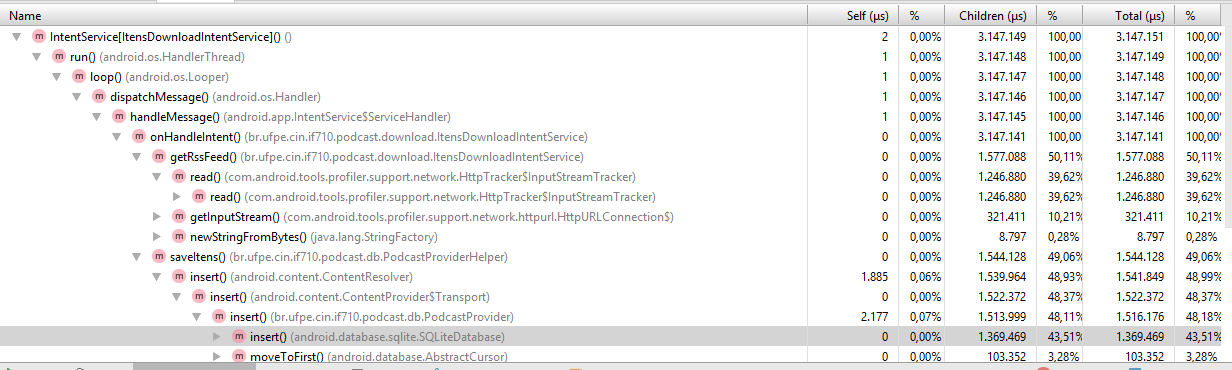 Name Self (µs) % Children (µs) % Total (µs) %
m IntentService[ItensDownloadIntentService]() () 2 0,00% 3.147.149 100,00 3.147.151 100,00%
m run() (android.os.HandlerThread) 1 0,00% 3.147.148 100,00 3.147.149 100,00%
m loop() (android.os.Looper) 1 0,00% 3.147.147 100,00 3.147.148 100,00%
m dispatchMessage() (android.os.Handler) 1 0,00% 3.147.146 100,00 3.147.147 100,00%
m handleMessage() (android.app.IntentService$ServiceHandler) 1 0,00% 3.147.145 100,00 3.147.146 100,00%
m onHandleIntent() (br.ufpe.cin.if710.podcast.download.ItensDownloadIntentService) 0 0,00% 3.147.141 100,00 3.147.141 100,00%
m getRssFeed() (br.ufpe.cin.if710.podcast.download.ItensDownloadIntentService) 0 0,00% 1.577.088 50,11% 1.577.088 50,11%
m read() (com.android.tools.profiler.support.network.HttpTracker$InputStreamTracker) 0 0,00% 1.246.880 39,62% 1.246.880 39,62%
m read() (com.android.tools.profiler.support.network.HttpTracker$InputStreamTracker) 0 0,00% 1.246.880 39,62% 1.246.880 39,62%
m getInputStream() (com.android.tools.profiler.support.network.httpurl.HttpURLConnection$) 0 0,00% 321.411 10,21% 321.411 10,21%
m newStringFromBytes() (java.lang.StringFactory) 0 0,00% 8.797 0,28% 8.797 0,28%
m saveItens() (br.ufpe.cin.if710.podcast.db.PodcastProviderHelper) 0 0,00% 1.544.128 49,06% 1.544.128 49,06%
m insert() (android.content.ContentResolver) 1.885 0,06% 1.539.964 48,93% 1.541.849 48,99%
m insert() (android.content.ContentProvider$Transport) 0 0,00% 1.522.372 48,37% 1.522.372 48,37%
m insert() (br.ufpe.cin.if710.podcast.db.PodcastProvider) 2.177 0,07% 1.513.999 48,11% 1.516.176 48,18%
m insert() (android.database.sqlite.SQLiteDatabase) 0 0,00% 1.369.469 43,51% 1.369.469 43,51%
m moveToFirst() (android.database.AbstractCursor) 0 0,00% 103.352 3,28% 103.352 3,28%